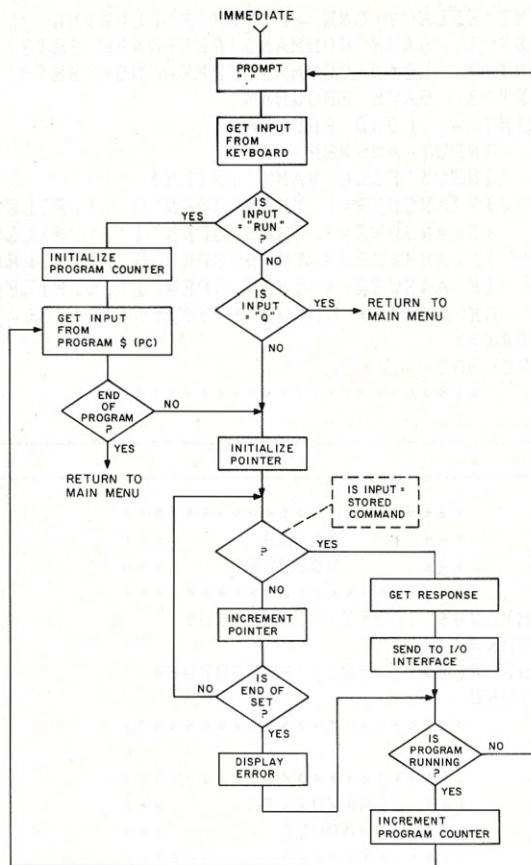 IMMEDIATE
PROMPT
"."
GET INPUT
FROM
KEYBOARD
IS
INPUT
= "RUN"
?
YES
NO
INITIALIZE
PROGRAM COUNTER
GET INPUT
FROM
PROGRAM $ (PC)
IS
INPUT
= "Q"
?
YES
RETURN TO
MAIN MENU
NO
END
OF
PROGRAM
?
NO
YES
RETURN TO
MAIN MENU
INITIALIZE
POINTER
IS INPUT =
STORED
COMMAND
?
YES
NO
GET RESPONSE
INCREMENT
POINTER
SEND TO I/O
INTERFACE
IS
END OF
SET
?
NO
YES
DISPLAY
ERROR
IS
PROGRAM
RUNNING
?
NO
YES
INCREMENT
PROGRAM COUNTER